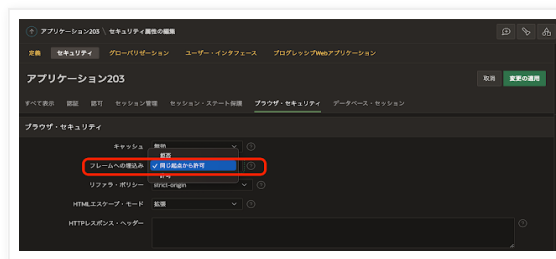 アプリケーション203 \ セキュリティ属性の編集
定義 セキュリティ グローバリゼーション ユーザー・インタフェース プログレッシブWebアプリケーション
アプリケーション203 取消 変更の適用
すべて表示 認証 認可 セッション管理 セッション・ステート保護 ブラウザ・セキュリティ データベース・セッション
ブラウザ・セキュリティ
キャッシュ 無効
拒否
フレームへの埋込み ✓ 同じ起点から許可
許可
リファラ・ポリシー strict-origin
HTMLエスケープ・モード 拡張
HTTPレスポンス・ヘッダー